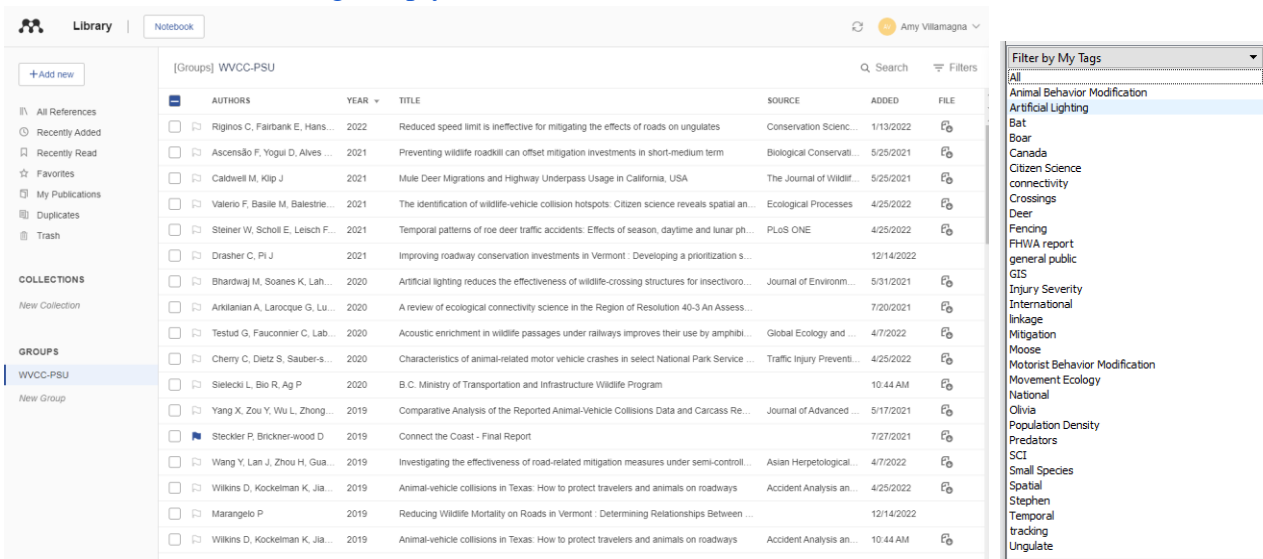 Library
Notebook
Amy Villamagna
+Add new
All References
Recently Added
Recently Read
Favorites
My Publications
Duplicates
Trash
COLLECTIONS
New Collection
GROUPS
WVCC-PSU
New Group
[Groups] WVCC-PSU
Search
Filters
AUTHORS YEAR TITLE SOURCE ADDED FILE
Riginos C, Fairbank E, Hans... 2022 Reduced speed limit is ineffective for mitigating the effects of roads on ungulates Conservation Scienc... 1/13/2022
Ascensão F, Yogui D, Alves ... 2021 Preventing wildlife roadkill can offset mitigation investments in short-medium term Biological Conservati... 5/25/2021
Caldwell M, Klip J 2021 Mule Deer Migrations and Highway Underpass Usage in California, USA The Journal of Wildlif... 5/25/2021
Valerio F, Basile M, Balestrie... 2021 The identification of wildlife-vehicle collision hotspots: Citizen science reveals spatial an... Ecological Processes 4/25/2022
Steiner W, Scholl E, Leisch F... 2021 Temporal patterns of roe deer traffic accidents: Effects of season, daytime and lunar ph... PLoS ONE 4/25/2022
Drasher C, Pi J 2021 Improving roadway conservation investments in Vermont : Developing a prioritization s... 12/14/2022
Bhardwaj M, Soanes K, Lah... 2020 Artificial lighting reduces the effectiveness of wildlife-crossing structures for insectivoro... Journal of Environm... 5/31/2021
Arkilanian A, Larocque G, Lu... 2020 A review of ecological connectivity science in the Region of Resolution 40-3 An Assess... 7/20/2021
Testud G, Fauconnier C, Lab... 2020 Acoustic enrichment in wildlife passages under railways improves their use by amphibi... Global Ecology and ... 4/7/2022
Cherry C, Dietz S, Sauber-s... 2020 Characteristics of animal-related motor vehicle crashes in select National Park Service ... Traffic Injury Preventi... 4/25/2022
Sielecki L, Bio R, Ag P 2020 B.C. Ministry of Transportation and Infrastructure Wildlife Program 10:44 AM
Yang X, Zou Y, Wu L, Zhong... 2019 Comparative Analysis of the Reported Animal-Vehicle Collisions Data and Carcass Re... Journal of Advanced ... 5/17/2021
Steckler P, Brickner-wood D 2019 Connect the Coast - Final Report 7/27/2021
Wang Y, Lan J, Zhou H, Gua... 2019 Investigating the effectiveness of road-related mitigation measures under semi-controll... Asian Herpetological... 4/7/2022
Wilkins D, Kockelman K, Jia... 2019 Animal-vehicle collisions in Texas: How to protect travelers and animals on roadways Accident Analysis an... 4/25/2022
Marangelo P 2019 Reducing Wildlife Mortality on Roads in Vermont : Determining Relationships Between ... 12/14/2022
Wilkins D, Kockelman K, Jia... 2019 Animal-vehicle collisions in Texas: How to protect travelers and animals on roadways Accident Analysis an... 10:44 AM
Filter by My Tags
All
Animal Behavior Modification
Artificial Lighting
Bat
Boar
Canada
Citizen Science
connectivity
Crossings
Deer
Fencing
FHWA report
general public
GIS
Injury Severity
International
linkage
Mitigation
Moose
Motorist Behavior Modification
Movement Ecology
National
Olivia
Population Density
Predators
SCI
Small Species
Spatial
Stephen
Temporal
tracking
Ungulate